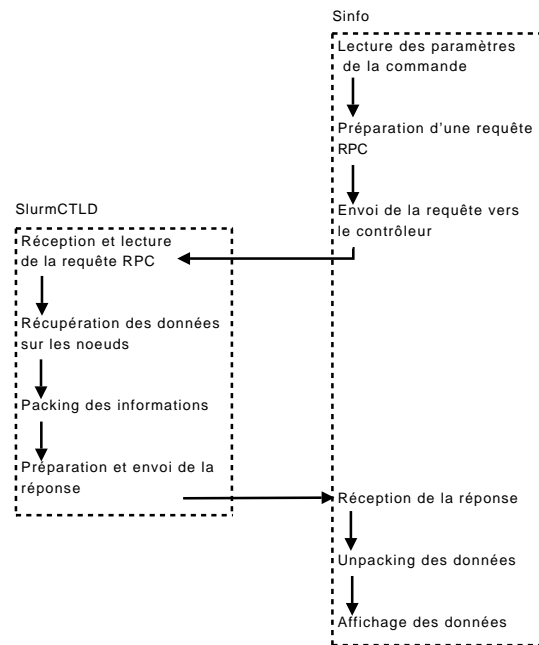 Sinfo
Lecture des paramètres
de la commande
Préparation d'une requête
RPC
Envoi de la requête vers
le contrôleur
SlurmCTLD
Réception et lecture
de la requête RPC
Récupération des données
sur les noeuds
Packing des informations
Préparation et envoi de la
réponse
Réception de la réponse
Unpacking des données
Affichage des données